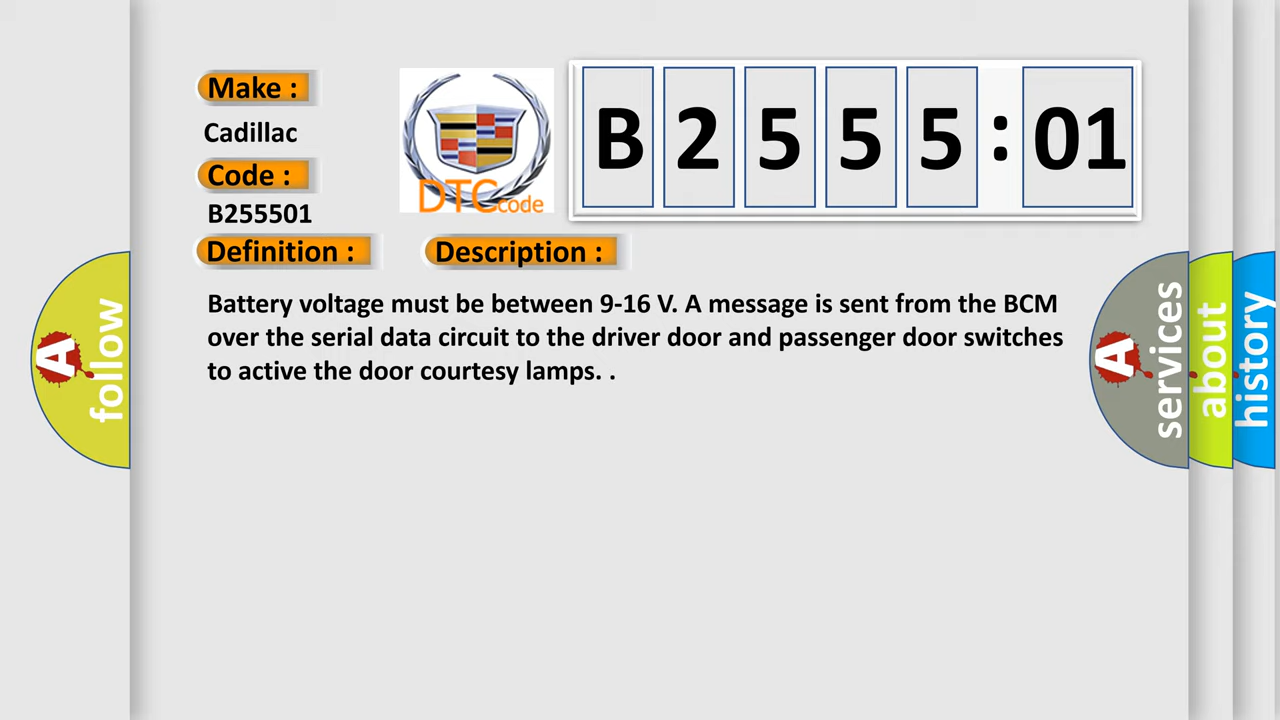 Make :
Cadillac
Code :
B255501
Definition :
Description :
B 2 5 5 5 : 01
DTC code
Battery voltage must be between 9-16 V. A message is sent from the BCM
over the serial data circuit to the driver door and passenger door switches
to active the door courtesy lamps. .
A follow
A services
about
history